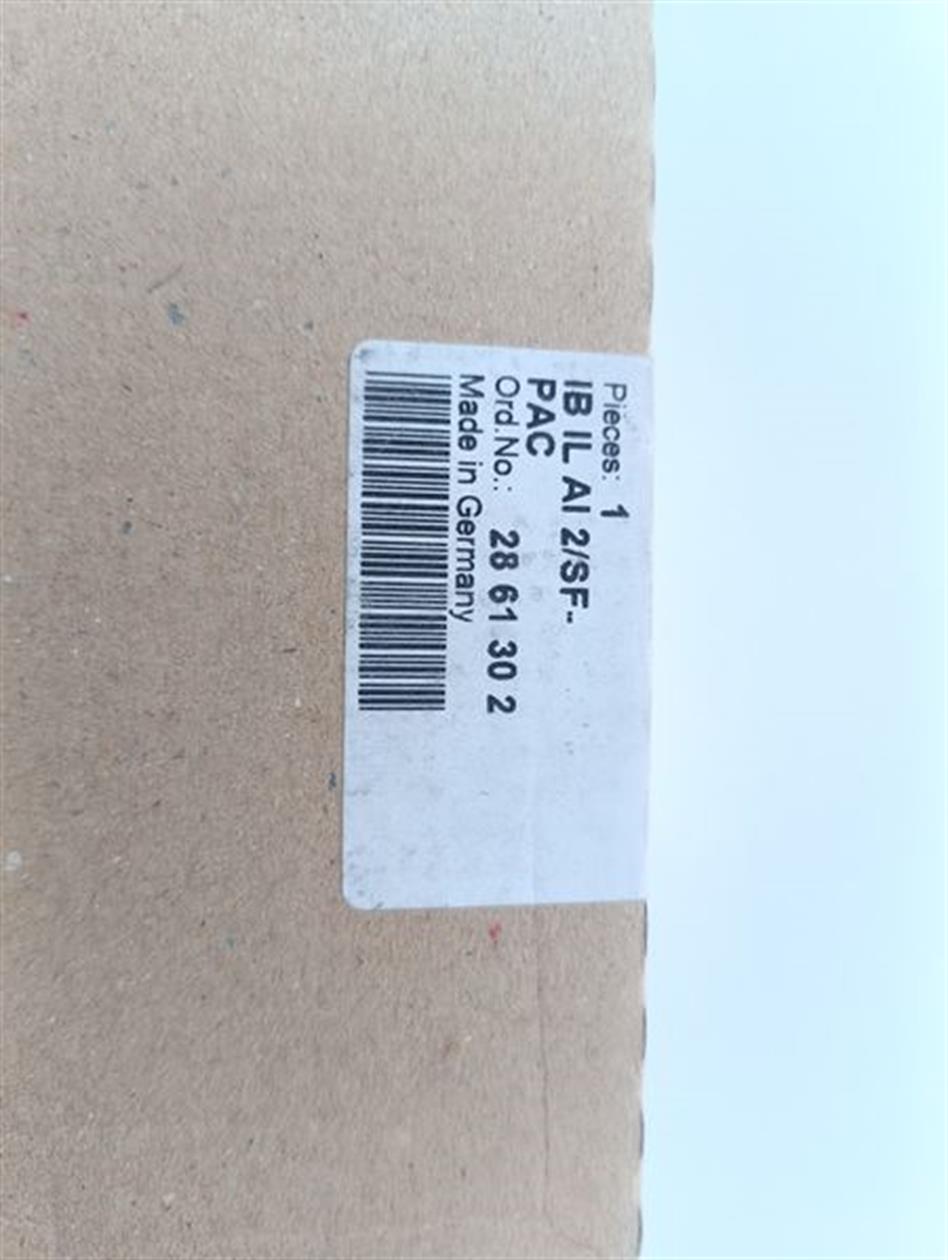 Pieces: 1
IB IL AI 2/SF-
PAC
Ord.No.: 28 61 30 2
Made in Germany